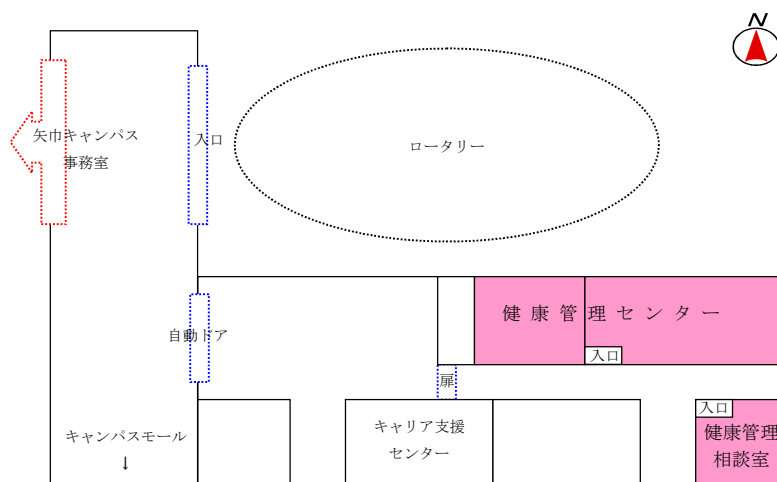 N
矢巾キャンパス
事務室
入口
ロータリー
健康管理センター
自動ドア
入口
扉
入口
キャンパスモール
↓
キャリア支援
センター
健康管理
相談室